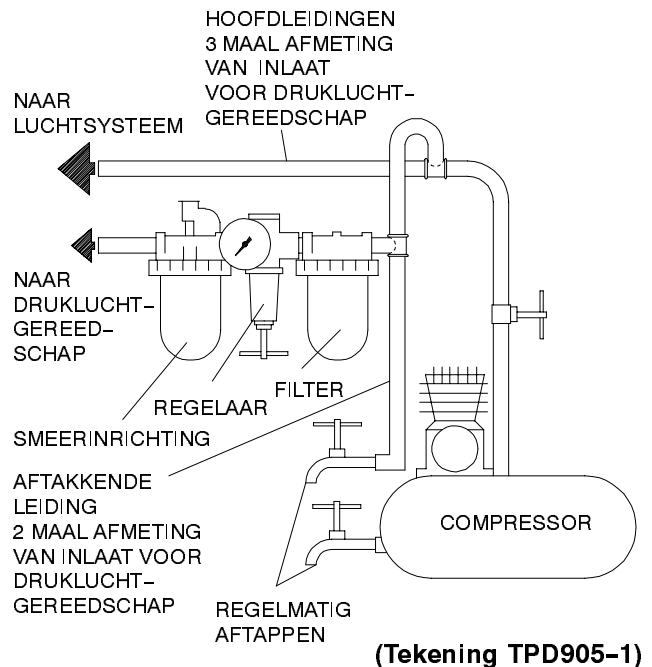 HOOFDLEIDINGEN
3 MAAL AFMETING
VAN INLAAT
VOOR DRUKLUCHT–
GEREEDSCHAP
NAAR
LUCHTSYSTEEM
NAAR
DRUKLUCHT–
GEREED–
SCHAP
FILTER
REGELAAR
SMEERINRICHTING
AFTAKKENDE
LEIDING
2 MAAL AFMETING
VAN INLAAT VOOR
DRUKLUCHT–
GEREEDSCHAP
COMPRESSOR
REGELMATIG
AFTAPPEN
(Tekening TPD905–1)